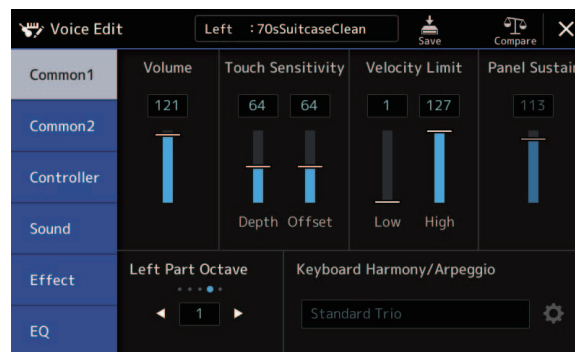 Voice Edit
Left :70sSuitcaseClean
Save
Compare
Common1
Common2
Controller
Sound
Effect
EQ
Volume
121
Touch Sensitivity
64 64
Depth Offset
Velocity Limit
1 127
Low High
Panel Sustain
113
Left Part Octave
1
Keyboard Harmony/Arpeggio
Standard Trio